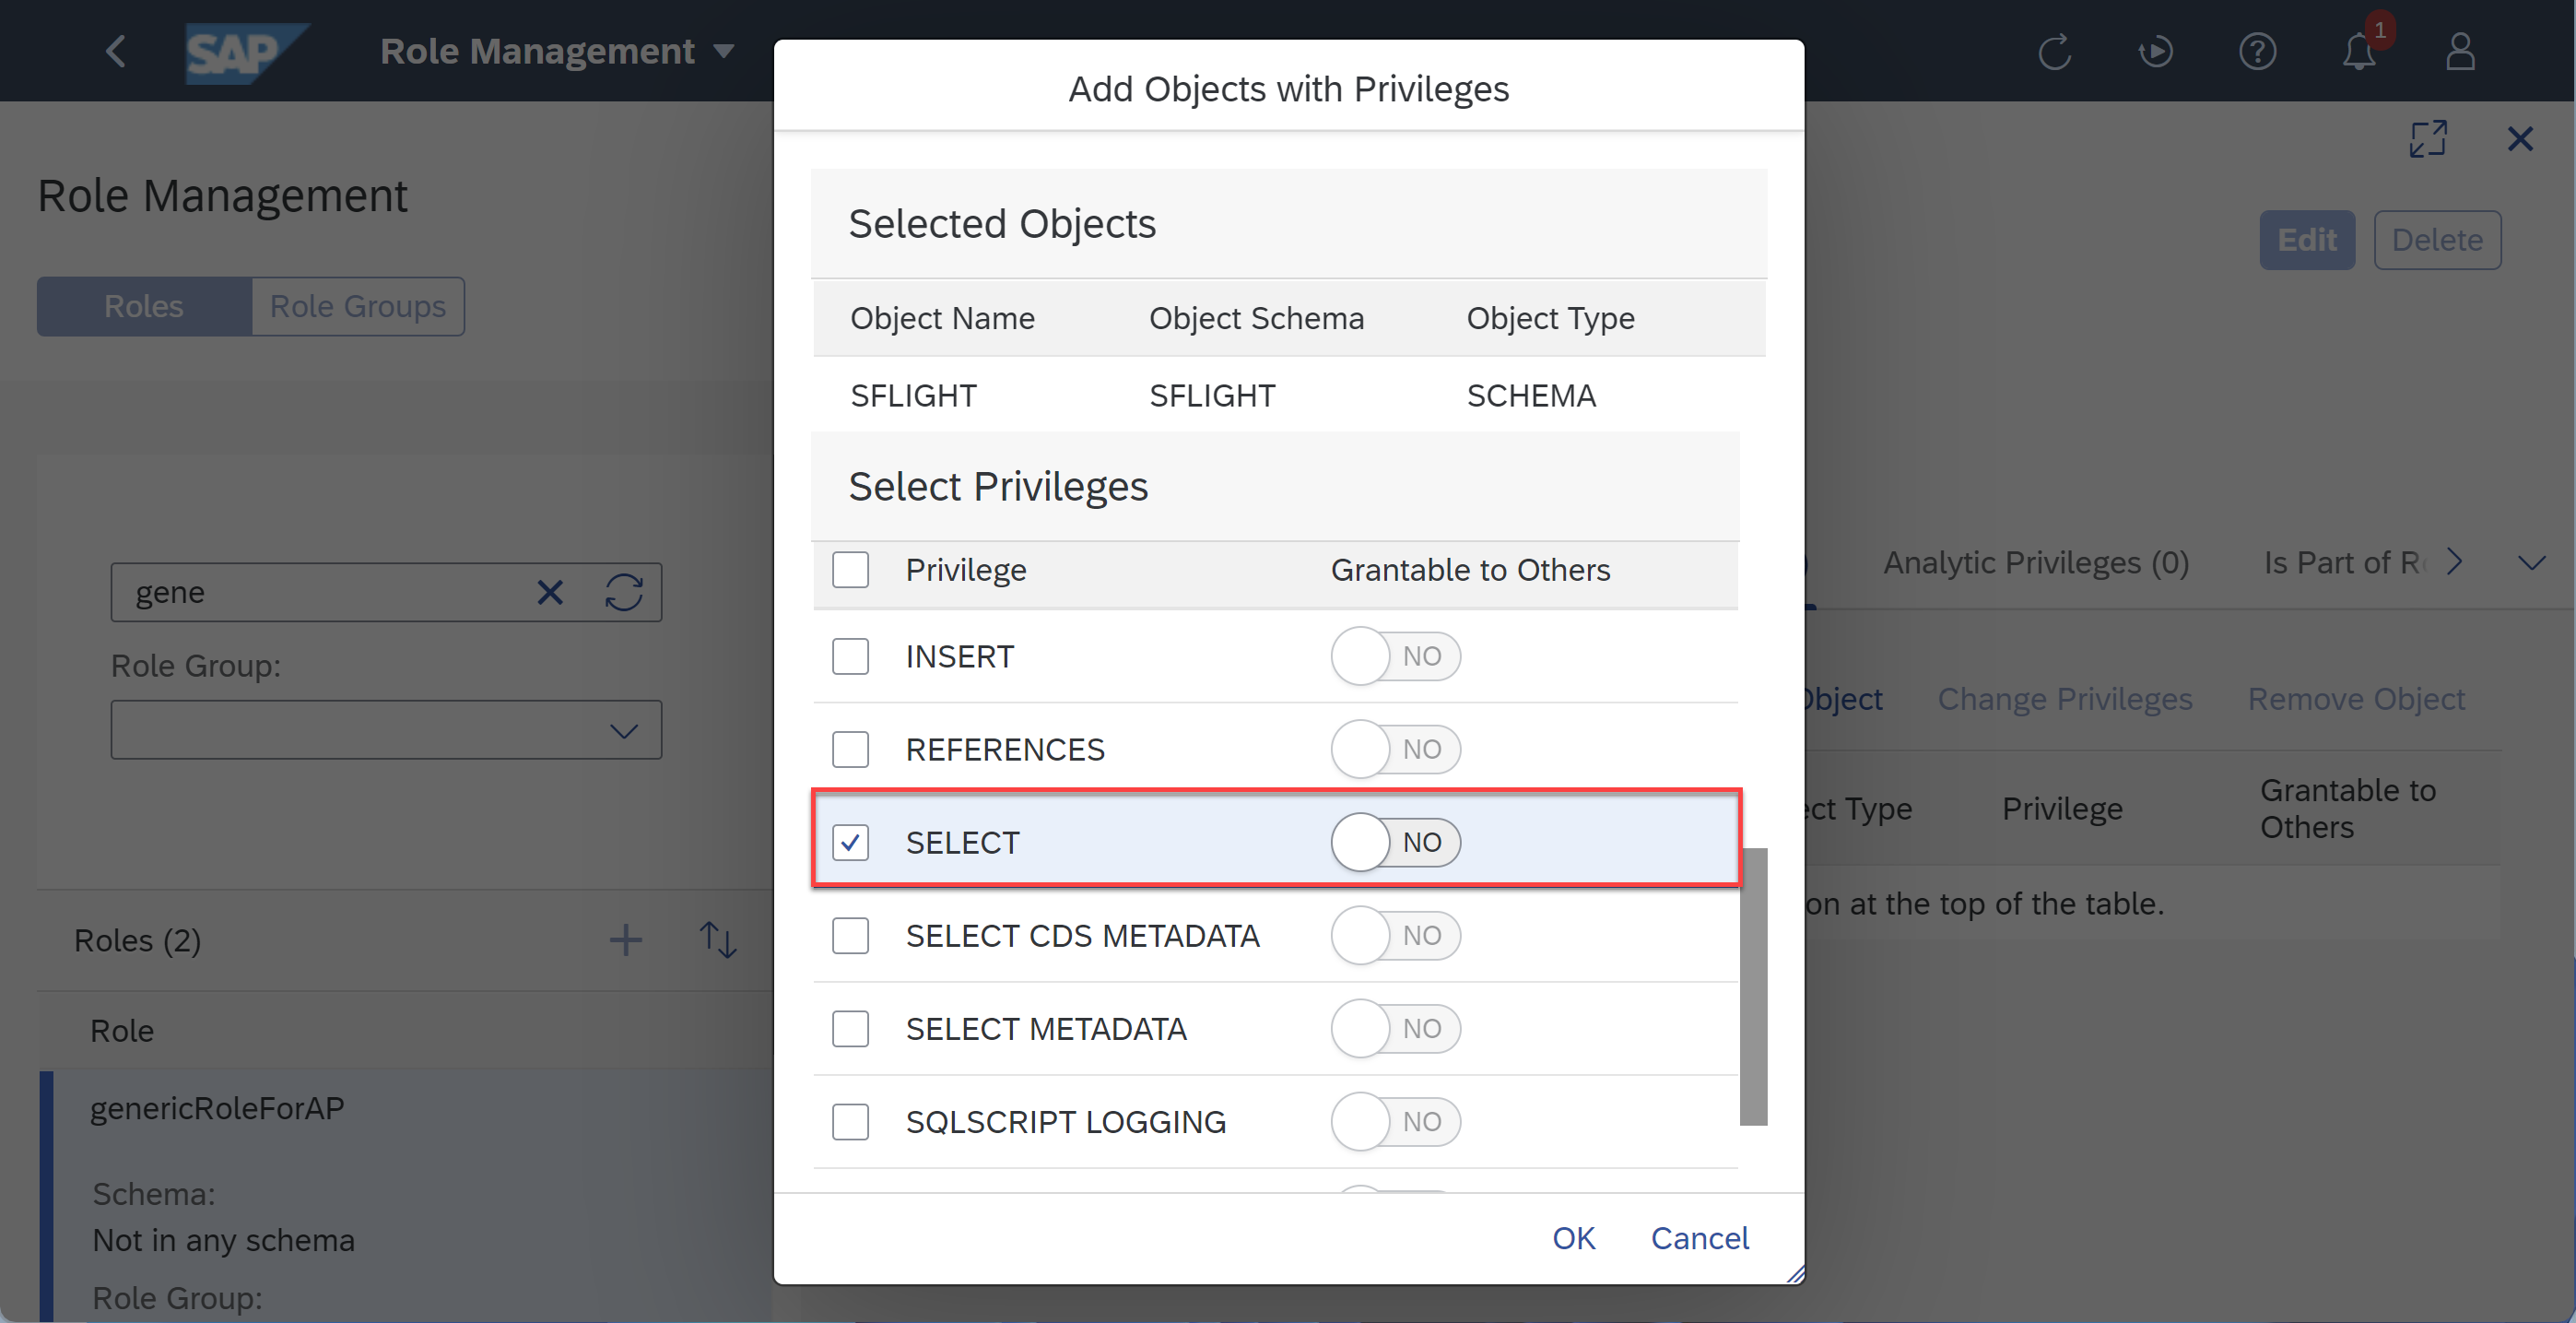 SAP
Role Management
1
Role Management
Edit
Delete
Roles
Role Groups
gene
Role Group:
Roles (2)
Role
genericRoleForAP
Schema:
Not in any schema
Role Group:
Add Objects with Privileges
Selected Objects
Object Name
Object Schema
Object Type
SFLIGHT
SFLIGHT
SCHEMA
Select Privileges
Privilege
Grantable to Others
INSERT
NO
REFERENCES
NO
SELECT
NO
SELECT CDS METADATA
NO
SELECT METADATA
NO
SQLSCRIPT LOGGING
NO
OK
Cancel
Analytic Privileges (0)
Is Part of
Object
Change Privileges
Remove Object
Type
Privilege
Grantable to
Others
on at the top of the table.